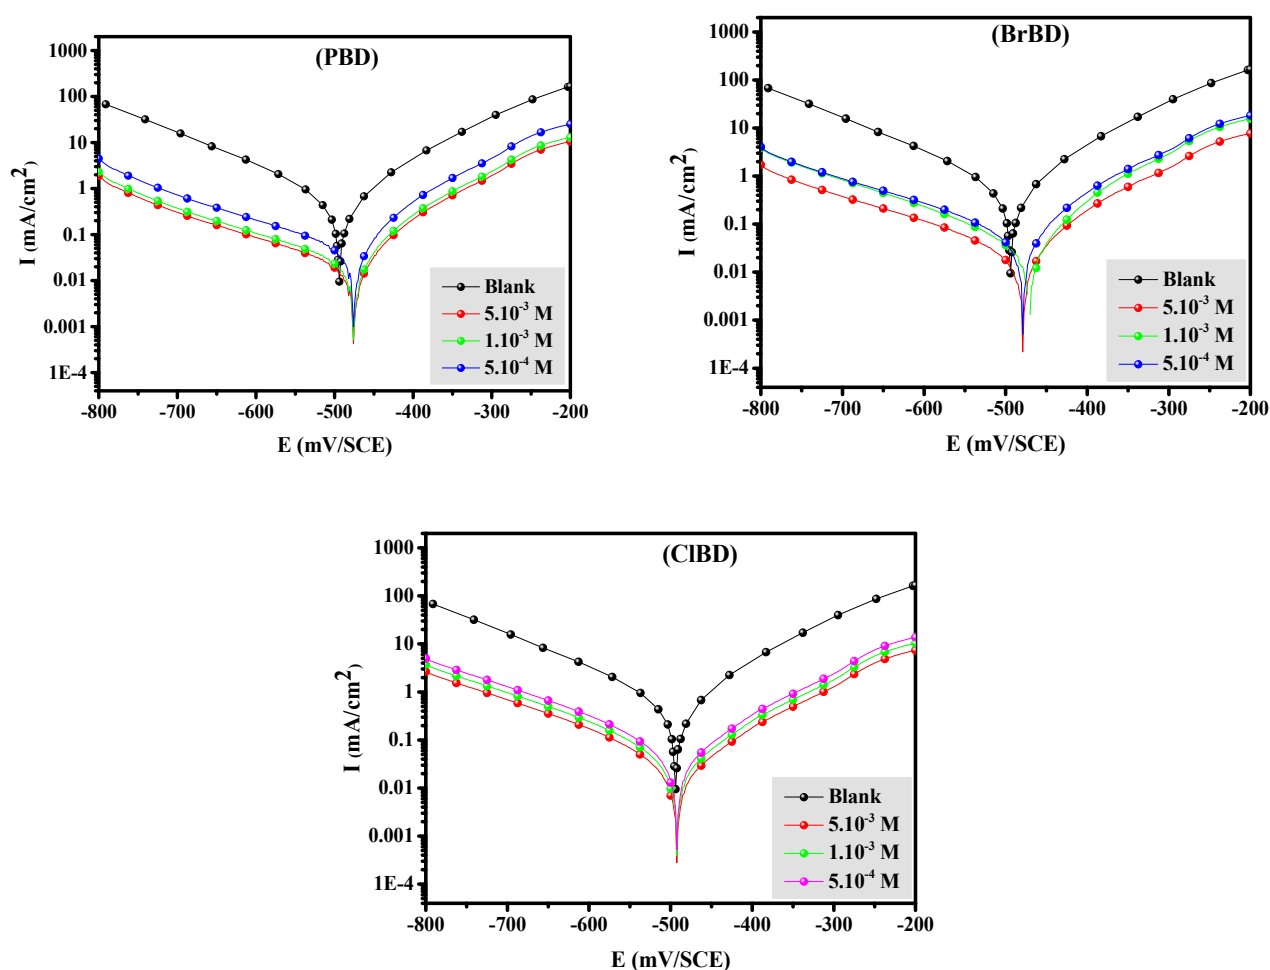 (PBD)
1000
100
10
1
0.1
0.01
0.001
1E-4
I (mA/cm²)
Blank
5.10⁻³ M
1.10⁻³ M
5.10⁻⁴ M
-800 -700 -600 -500 -400 -300 -200
E (mV/SCE)
(BrBD)
1000
100
10
1
0.1
0.01
0.001
1E-4
I (mA/cm²)
Blank
5.10⁻³ M
1.10⁻³ M
5.10⁻⁴ M
-800 -700 -600 -500 -400 -300 -200
E (mV/SCE)
(ClBD)
1000
100
10
1
0.1
0.01
0.001
1E-4
I (mA/cm²)
Blank
5.10⁻³ M
1.10⁻³ M
5.10⁻⁴ M
-800 -700 -600 -500 -400 -300 -200
E (mV/SCE)